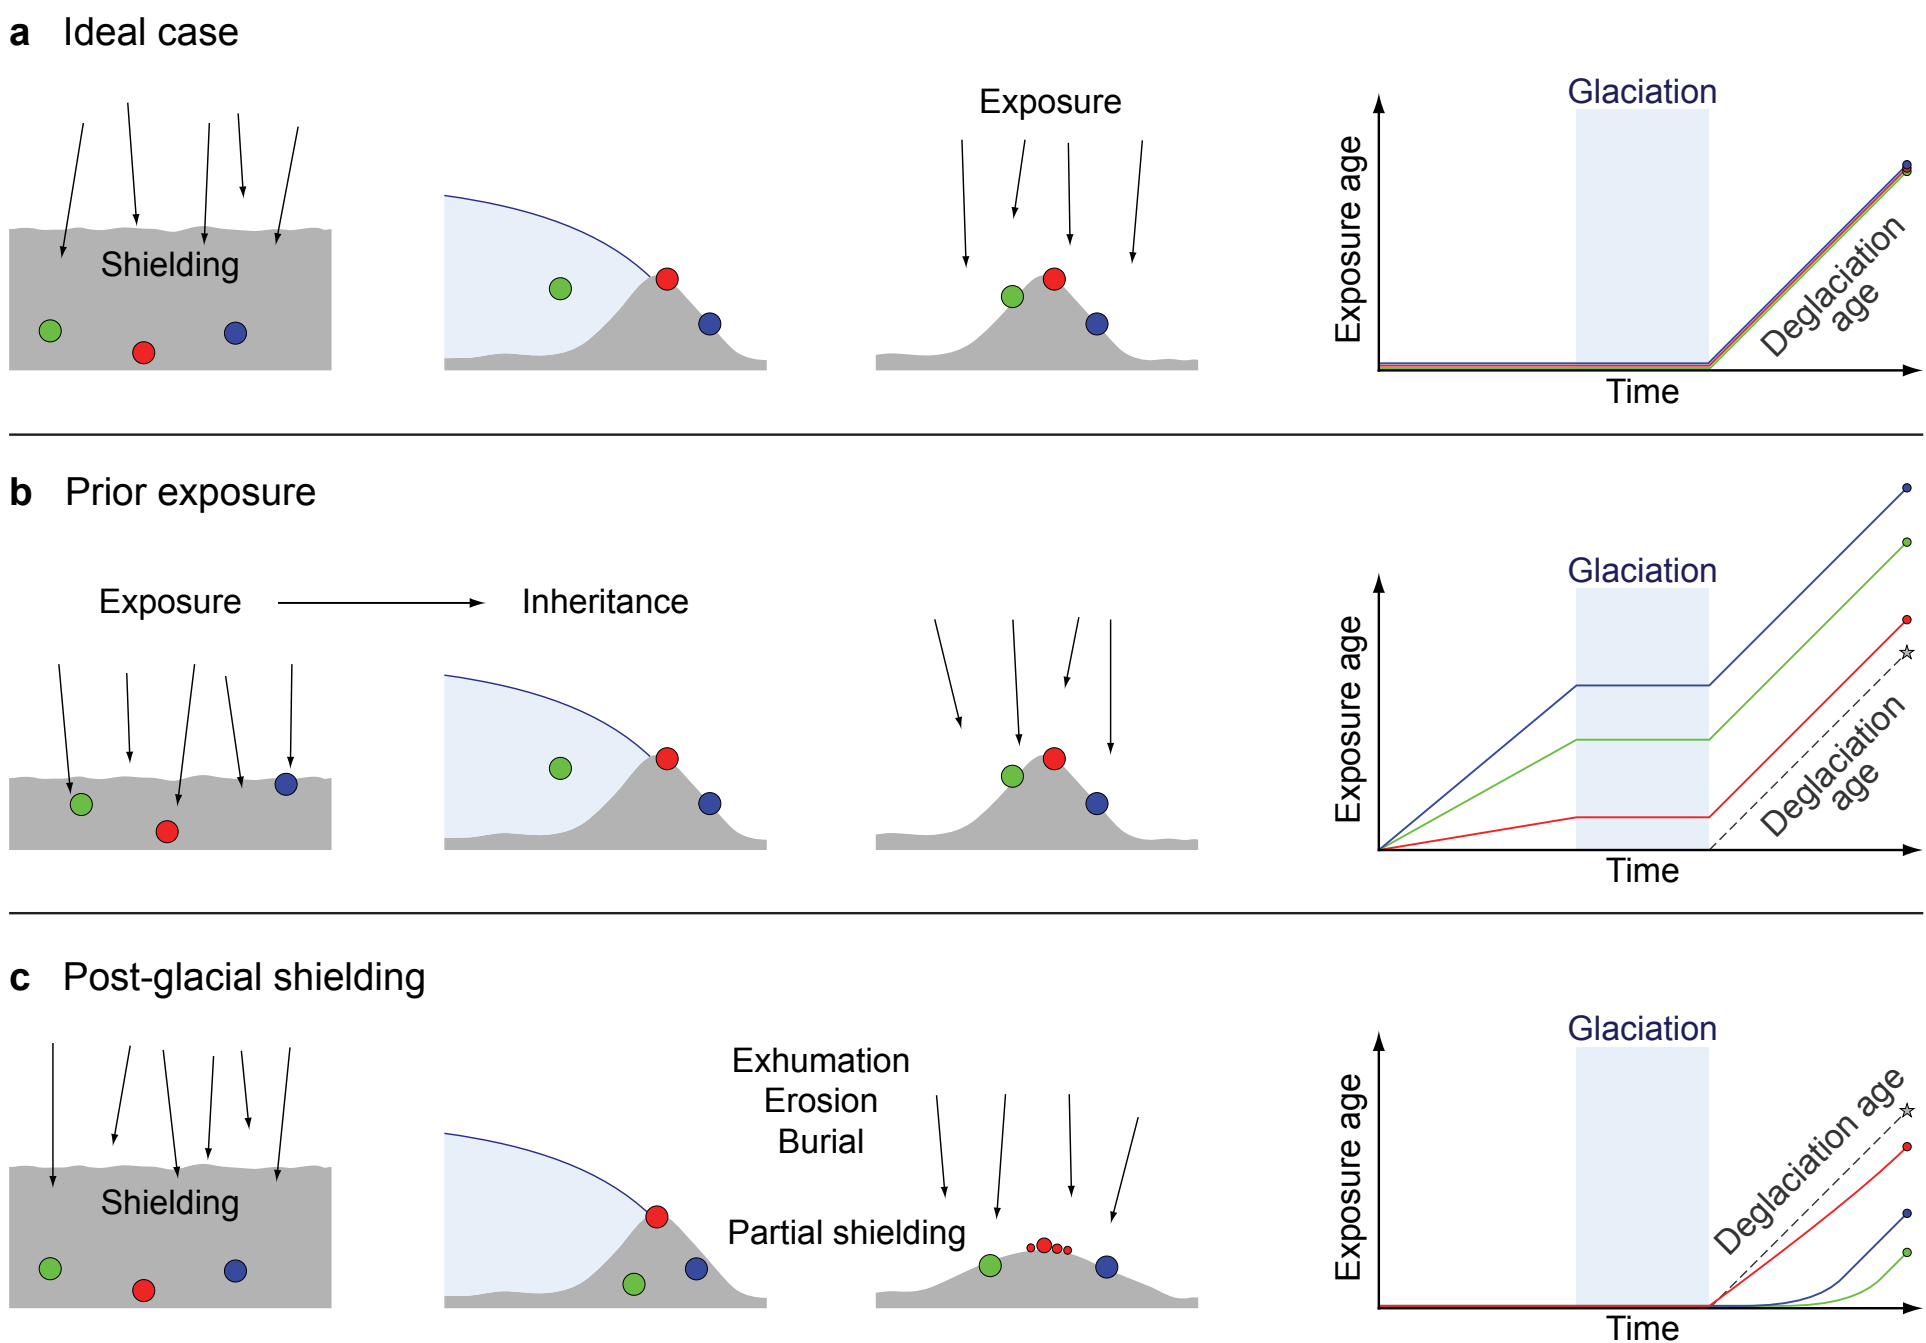 a Ideal case
Shielding
Exposure
Glaciation
Exposure age
Deglaciation
age
Time
b Prior exposure
Exposure
Inheritance
Glaciation
Exposure age
Deglaciation
age
Time
c Post-glacial shielding
Shielding
Exhumation
Erosion
Burial
Partial shielding
Glaciation
Exposure age
Deglaciation age
Time